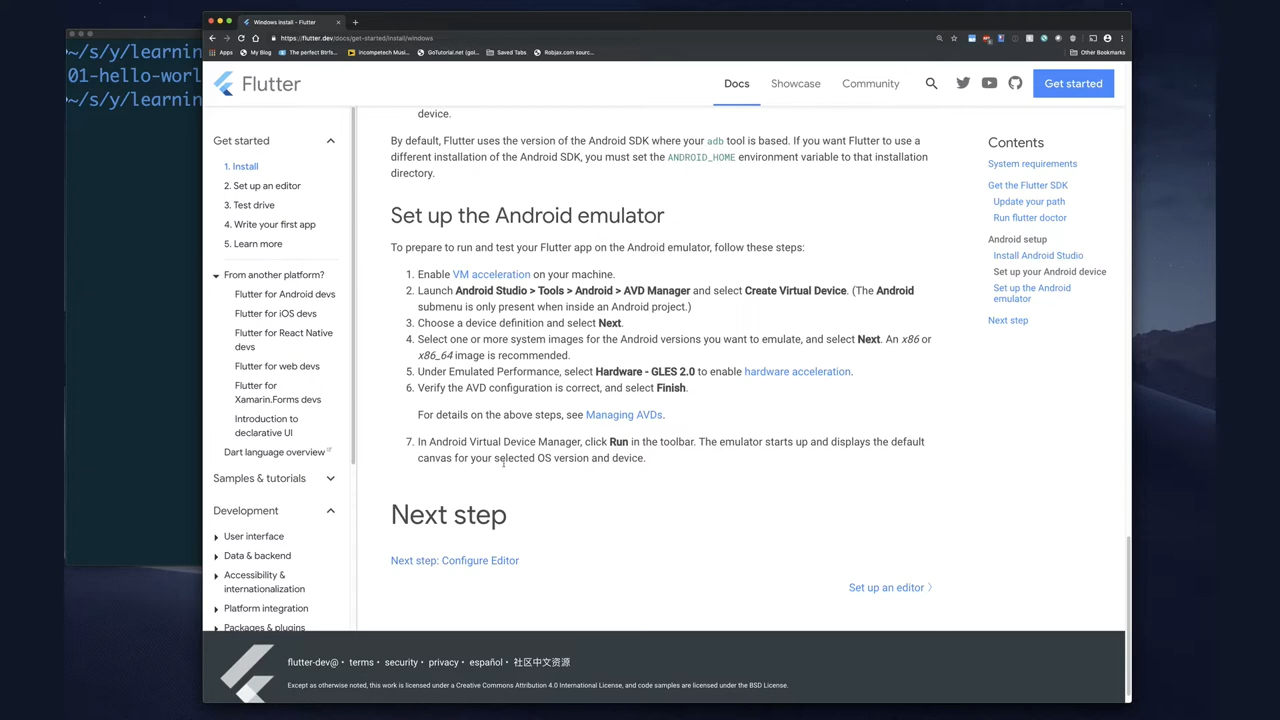 ~/s/y/learnin
01-hello-worl
~/s/y/learnin
Windows install - Flutter
https://flutter.dev/docs/get-started/install/windows
Apps
My Blog
The perfect Btrfs...
incompetech Musi...
GoTutorial.net (gol...
Saved Tabs
Robjax.com sourc...
Other Bookmarks
Flutter
Docs
Showcase
Community
Get started
Get started
1. Install
2. Set up an editor
3. Test drive
4. Write your first app
5. Learn more
From another platform?
Flutter for Android devs
Flutter for iOS devs
Flutter for React Native
devs
Flutter for web devs
Flutter for
Xamarin.Forms devs
Introduction to
declarative UI
Dart language overview
Samples & tutorials
Development
User interface
Data & backend
Accessibility &
internationalization
Platform integration
Packages & plugins
device.
By default, Flutter uses the version of the Android SDK where your adb tool is based. If you want Flutter to use a
different installation of the Android SDK, you must set the ANDROID_HOME environment variable to that installation
directory.
Set up the Android emulator
To prepare to run and test your Flutter app on the Android emulator, follow these steps:
1. Enable VM acceleration on your machine.
2. Launch Android Studio > Tools > Android > AVD Manager and select Create Virtual Device. (The Android
submenu is only present when inside an Android project.)
3. Choose a device definition and select Next.
4. Select one or more system images for the Android versions you want to emulate, and select Next. An x86 or
x86_64 image is recommended.
5. Under Emulated Performance, select Hardware - GLES 2.0 to enable hardware acceleration.
6. Verify the AVD configuration is correct, and select Finish.
For details on the above steps, see Managing AVDs.
7. In Android Virtual Device Manager, click Run in the toolbar. The emulator starts up and displays the default
canvas for your selected OS version and device.
Next step
Next step: Configure Editor
Set up an editor
Contents
System requirements
Get the Flutter SDK
Update your path
Run flutter doctor
Android setup
Install Android Studio
Set up your Android device
Set up the Android
emulator
Next step
flutter-dev@ • terms • security • privacy • español • 社区中文资源
Except as otherwise noted, this work is licensed under a Creative Commons Attribution 4.0 International License, and code samples are licensed under the BSD License.